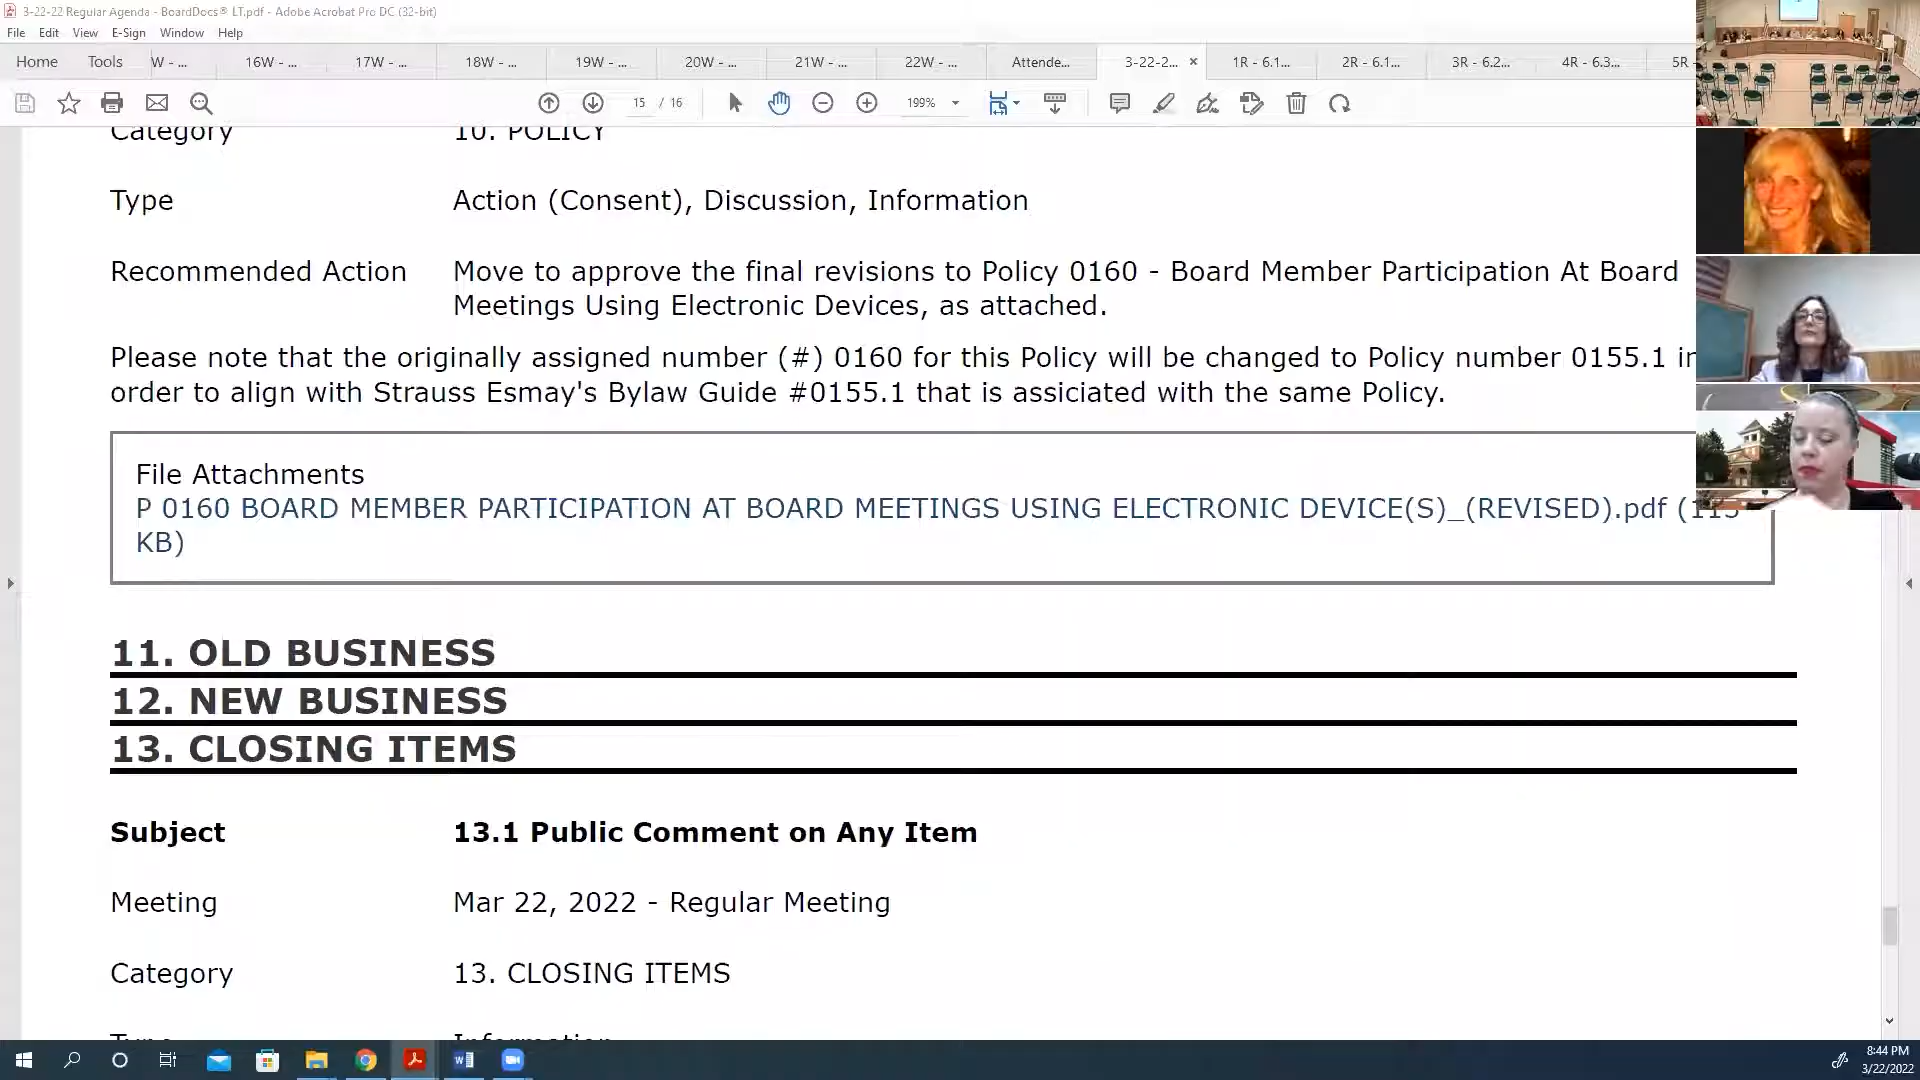 3-22-22 Regular Agenda - BoardDocs® LT.pdf - Adobe Acrobat Pro DC (32-bit)
File Edit View E-Sign Window Help
Home Tools W - ... 16W - ... 17W - ... 18W - ... 19W - ... 20W - ... 21W - ... 22W - ... Attende... 3-22-2... × 1R - 6.1... 2R - 6.1... 3R - 6.2... 4R - 6.3... 5R -
15 / 16 199%
Category 10. POLICY
Type Action (Consent), Discussion, Information
Recommended Action Move to approve the final revisions to Policy 0160 - Board Member Participation At Board
Meetings Using Electronic Devices, as attached.
Please note that the originally assigned number (#) 0160 for this Policy will be changed to Policy number 0155.1 in
order to align with Strauss Esmay's Bylaw Guide #0155.1 that is assiciated with the same Policy.
File Attachments
P 0160 BOARD MEMBER PARTICIPATION AT BOARD MEETINGS USING ELECTRONIC DEVICE(S)_(REVISED).pdf (113
KB)
11. OLD BUSINESS
12. NEW BUSINESS
13. CLOSING ITEMS
Subject 13.1 Public Comment on Any Item
Meeting Mar 22, 2022 - Regular Meeting
Category 13. CLOSING ITEMS
Type Information
8:44 PM
3/22/2022